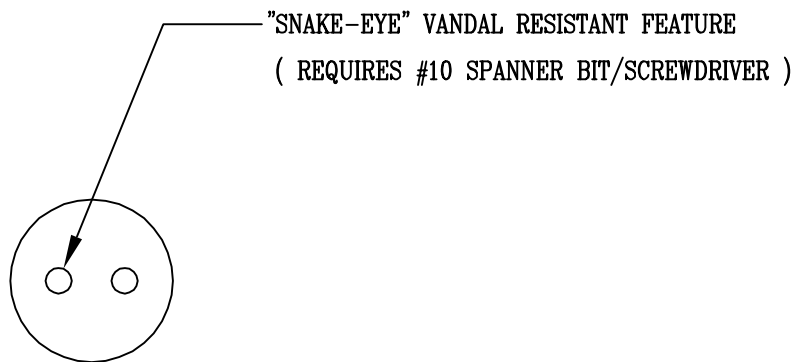 "SNAKE-EYE" VANDAL RESISTANT FEATURE
( REQUIRES #10 SPANNER BIT/SCREWDRIVER )